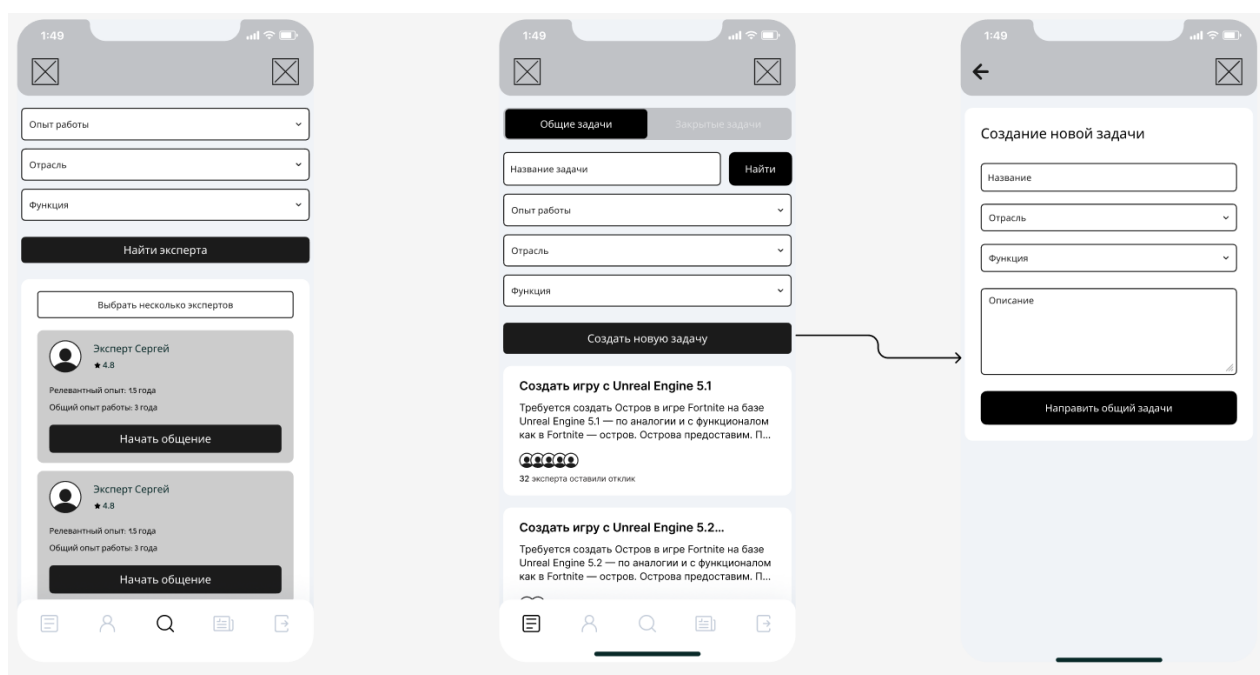 1:49
Опыт работы
Отрасль
Функция
Найти эксперта
Выбрать несколько экспертов
Эксперт Сергей
★ 4.8
Релевантный опыт: 1.5 года
Общий опыт работы: 3 года
Начать общение
Эксперт Сергей
★ 4.8
Релевантный опыт: 1.5 года
Общий опыт работы: 3 года
Начать общение
1:49
Общие задачи
Закрытые задачи
Название задачи
Найти
Опыт работы
Отрасль
Функция
Создать новую задачу
Создать игру с Unreal Engine 5.1
Требуется создать Остров в игре Fortnite на базе
Unreal Engine 5.1 — по аналогии и с функционалом
как в Fortnite — остров. Острова предоставим. П...
32 эксперта оставили отклик
Создать игру с Unreal Engine 5.2...
Требуется создать Остров в игре Fortnite на базе
Unreal Engine 5.2 — по аналогии и с функционалом
как в Fortnite — остров. Острова предоставим. П...
1:49
Создание новой задачи
Название
Отрасль
Функция
Описание
Направить общий задачи